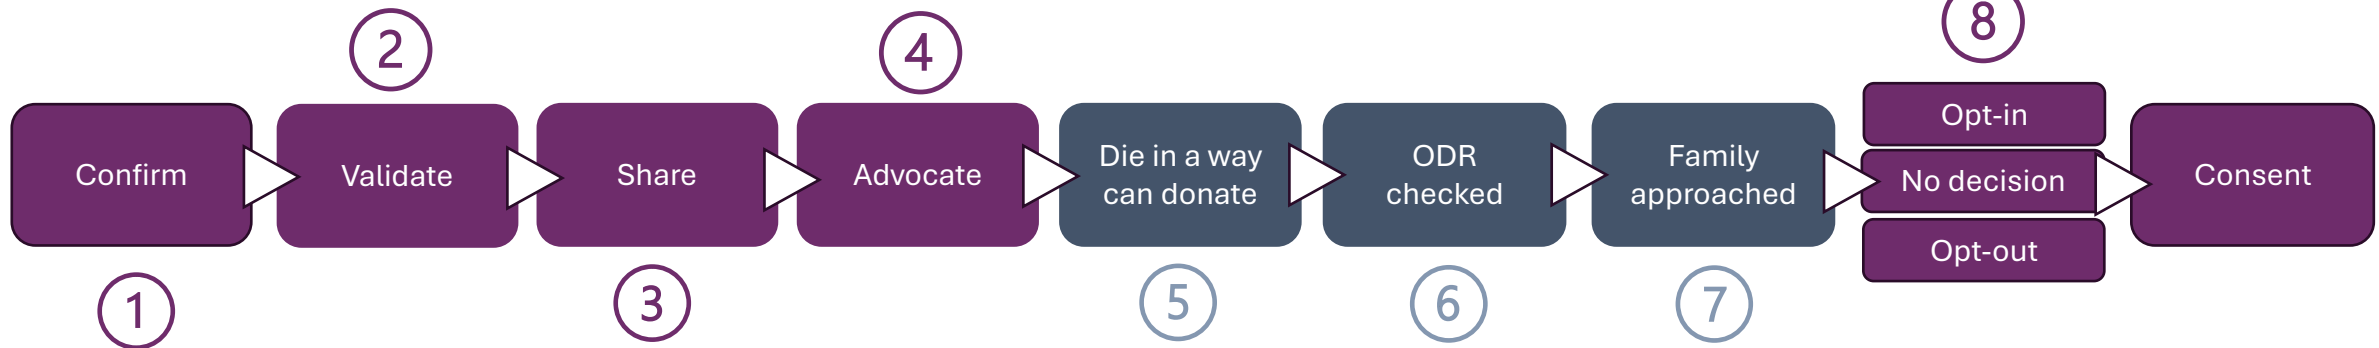 2
4
8
Confirm
Validate
Share
Advocate
Die in a way
can donate
ODR
checked
Family
approached
Opt-in
No decision
Opt-out
Consent
1
3
5
6
7